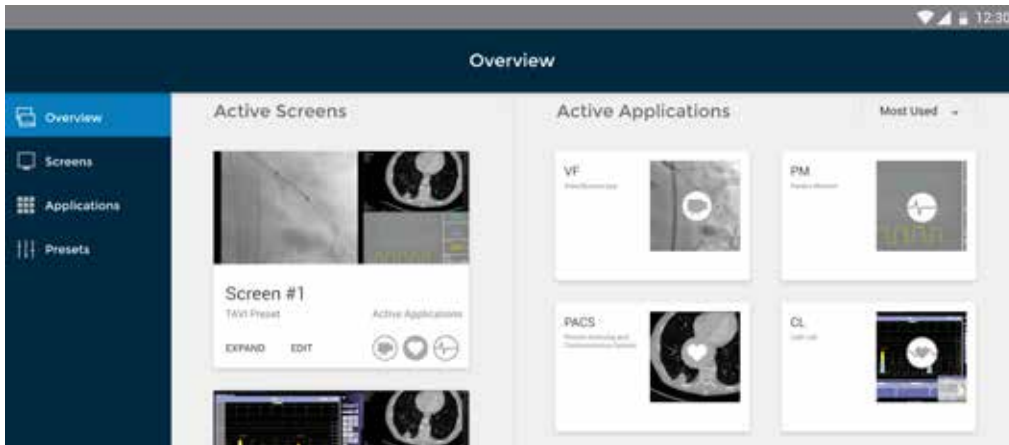 12:30
Overview
Overview
Screens
Applications
Presets
Active Screens
Screen #1
TAVI Preset
Active Applications
EXPAND EDIT
Active Applications
Most Used
VF
PM
PACS
CL